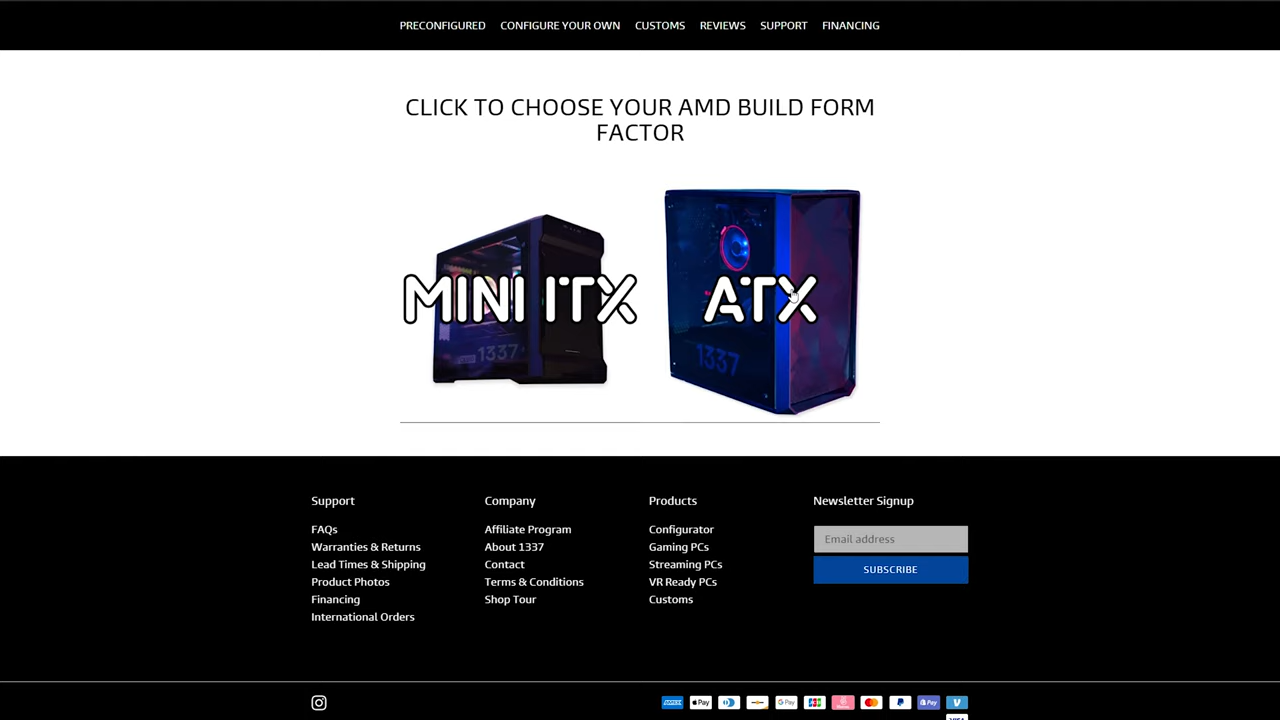 PRECONFIGURED CONFIGURE YOUR OWN CUSTOMS REVIEWS SUPPORT FINANCING
CLICK TO CHOOSE YOUR AMD BUILD FORM
FACTOR
MINI ITX
1337
ATX
1337
Support
FAQs
Warranties & Returns
Lead Times & Shipping
Product Photos
Financing
International Orders
Company
Affiliate Program
About 1337
Contact
Terms & Conditions
Shop Tour
Products
Configurator
Gaming PCs
Streaming PCs
VR Ready PCs
Customs
Newsletter Signup
Email address
SUBSCRIBE